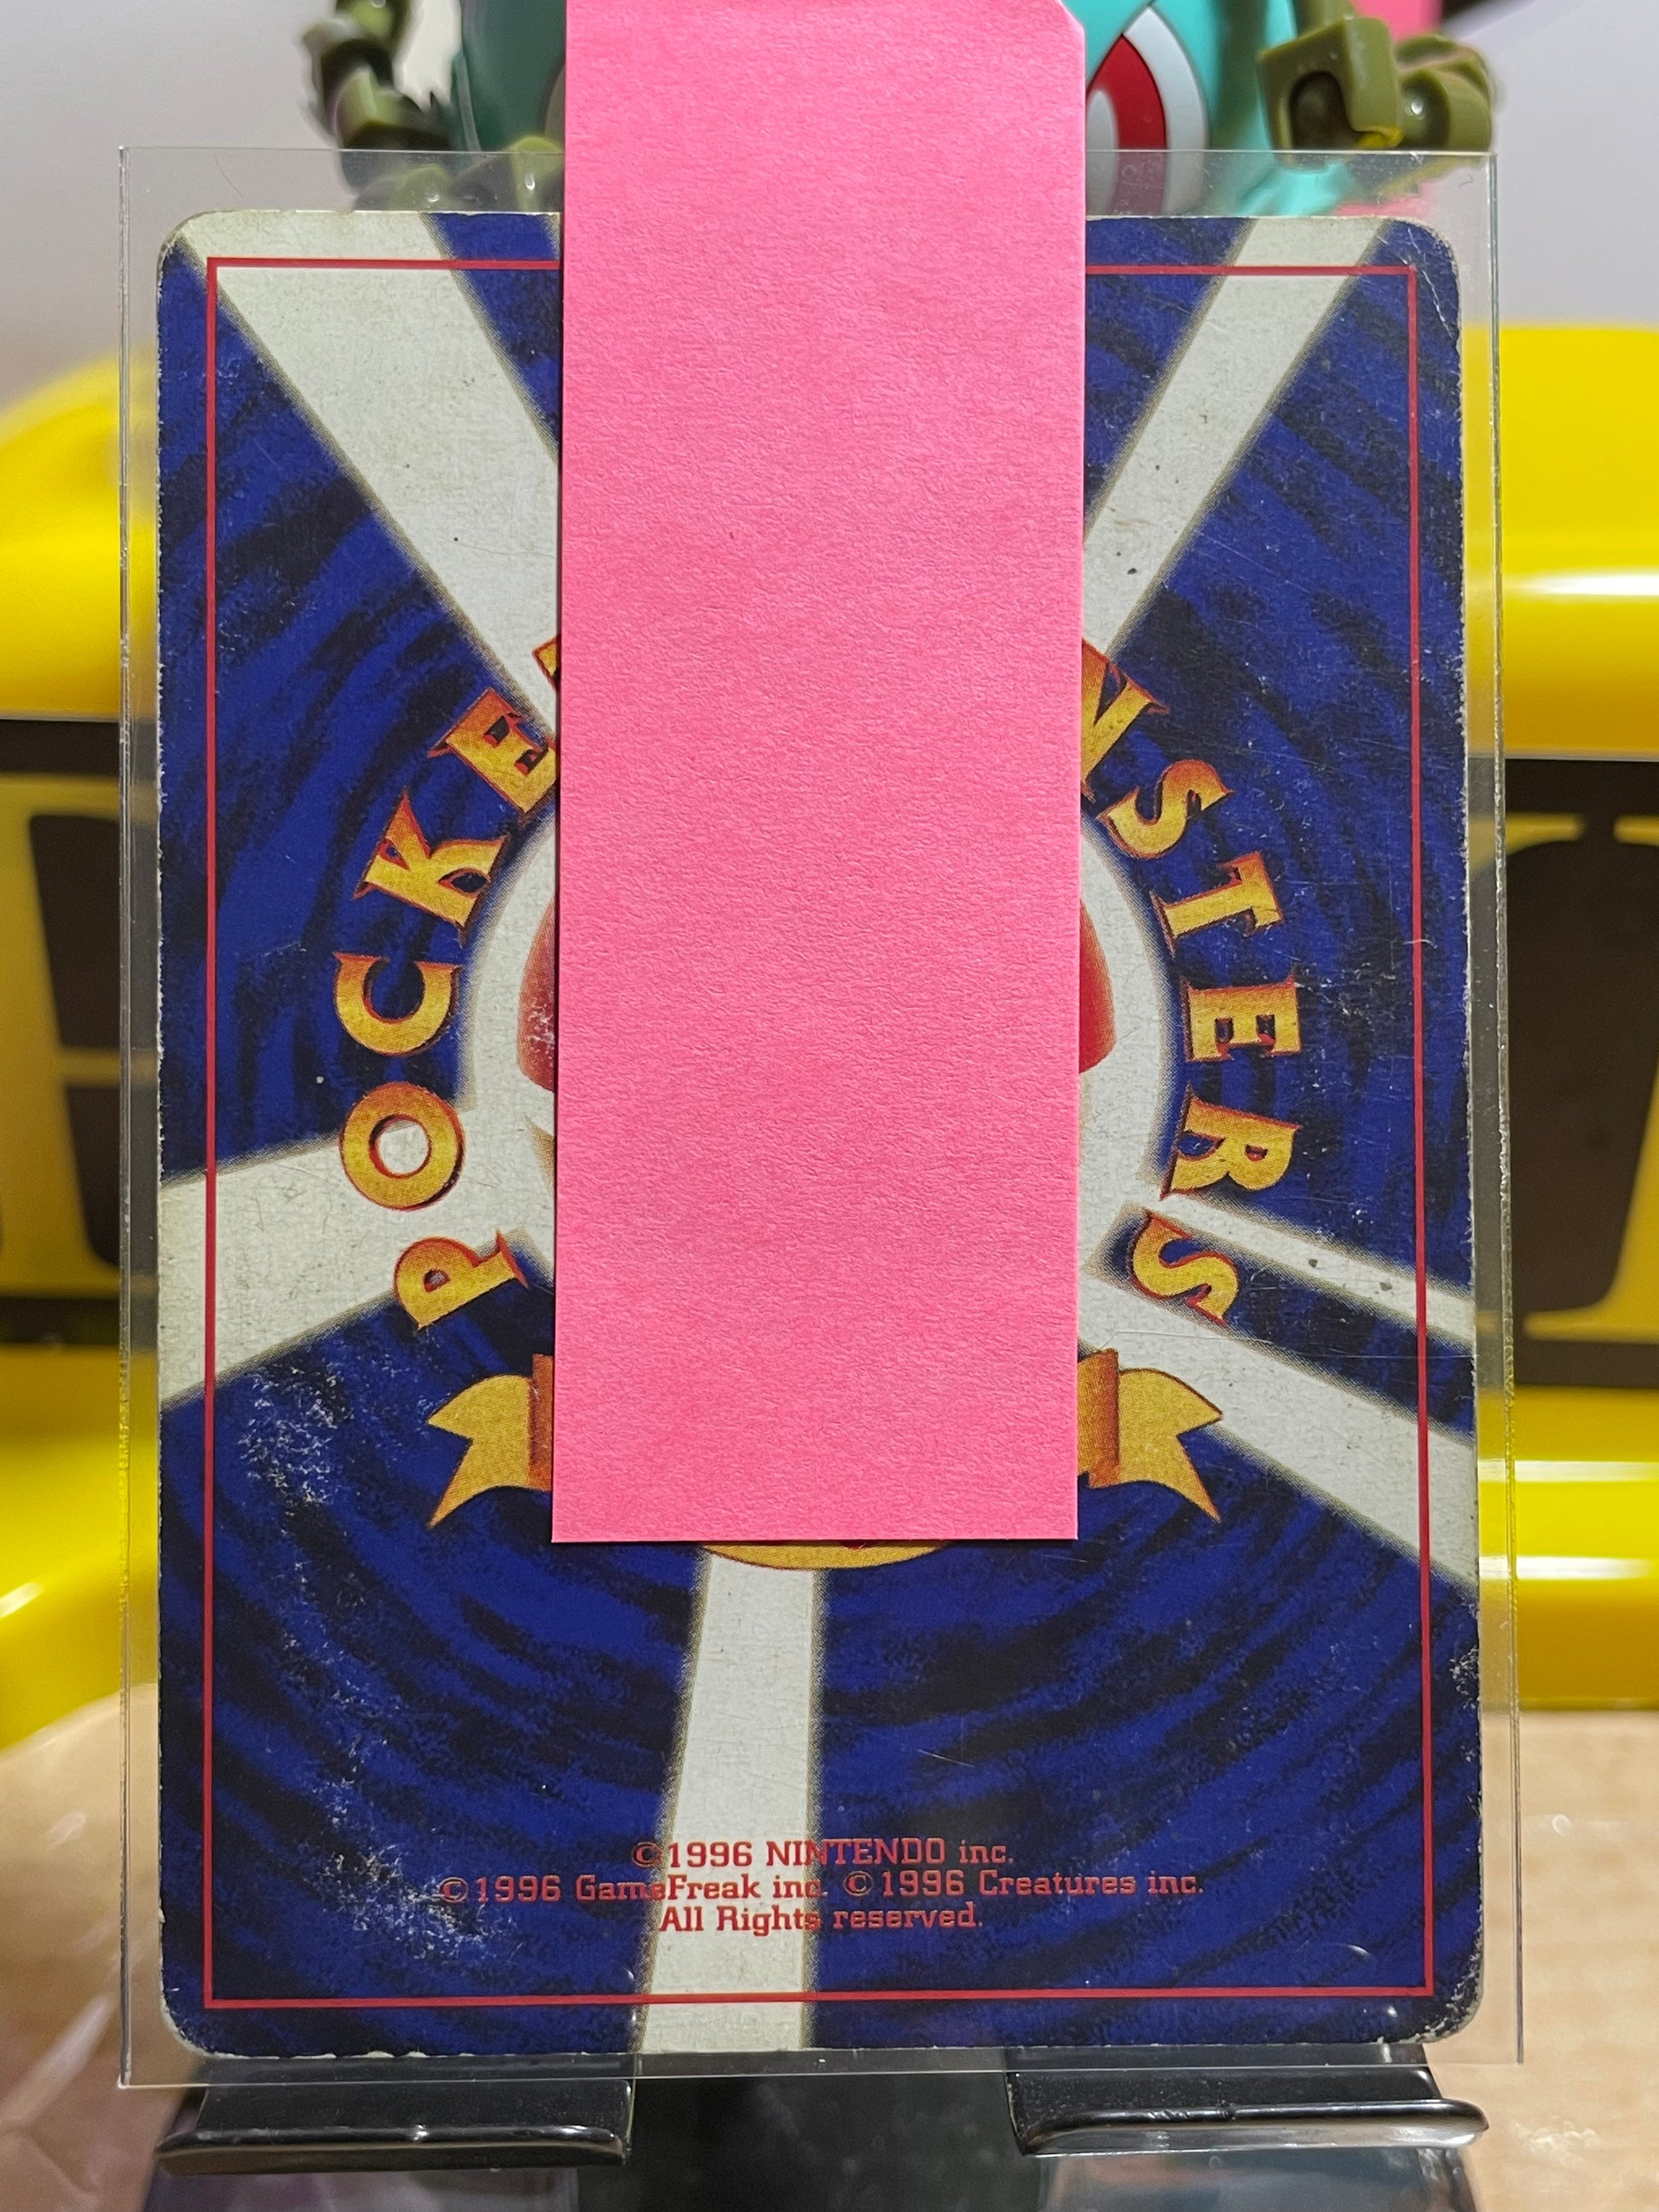 POCKE
NSTERS
©1996 NINTENDO inc.
©1996 GameFreak inc. ©1996 Creatures inc.
All Rights reserved.